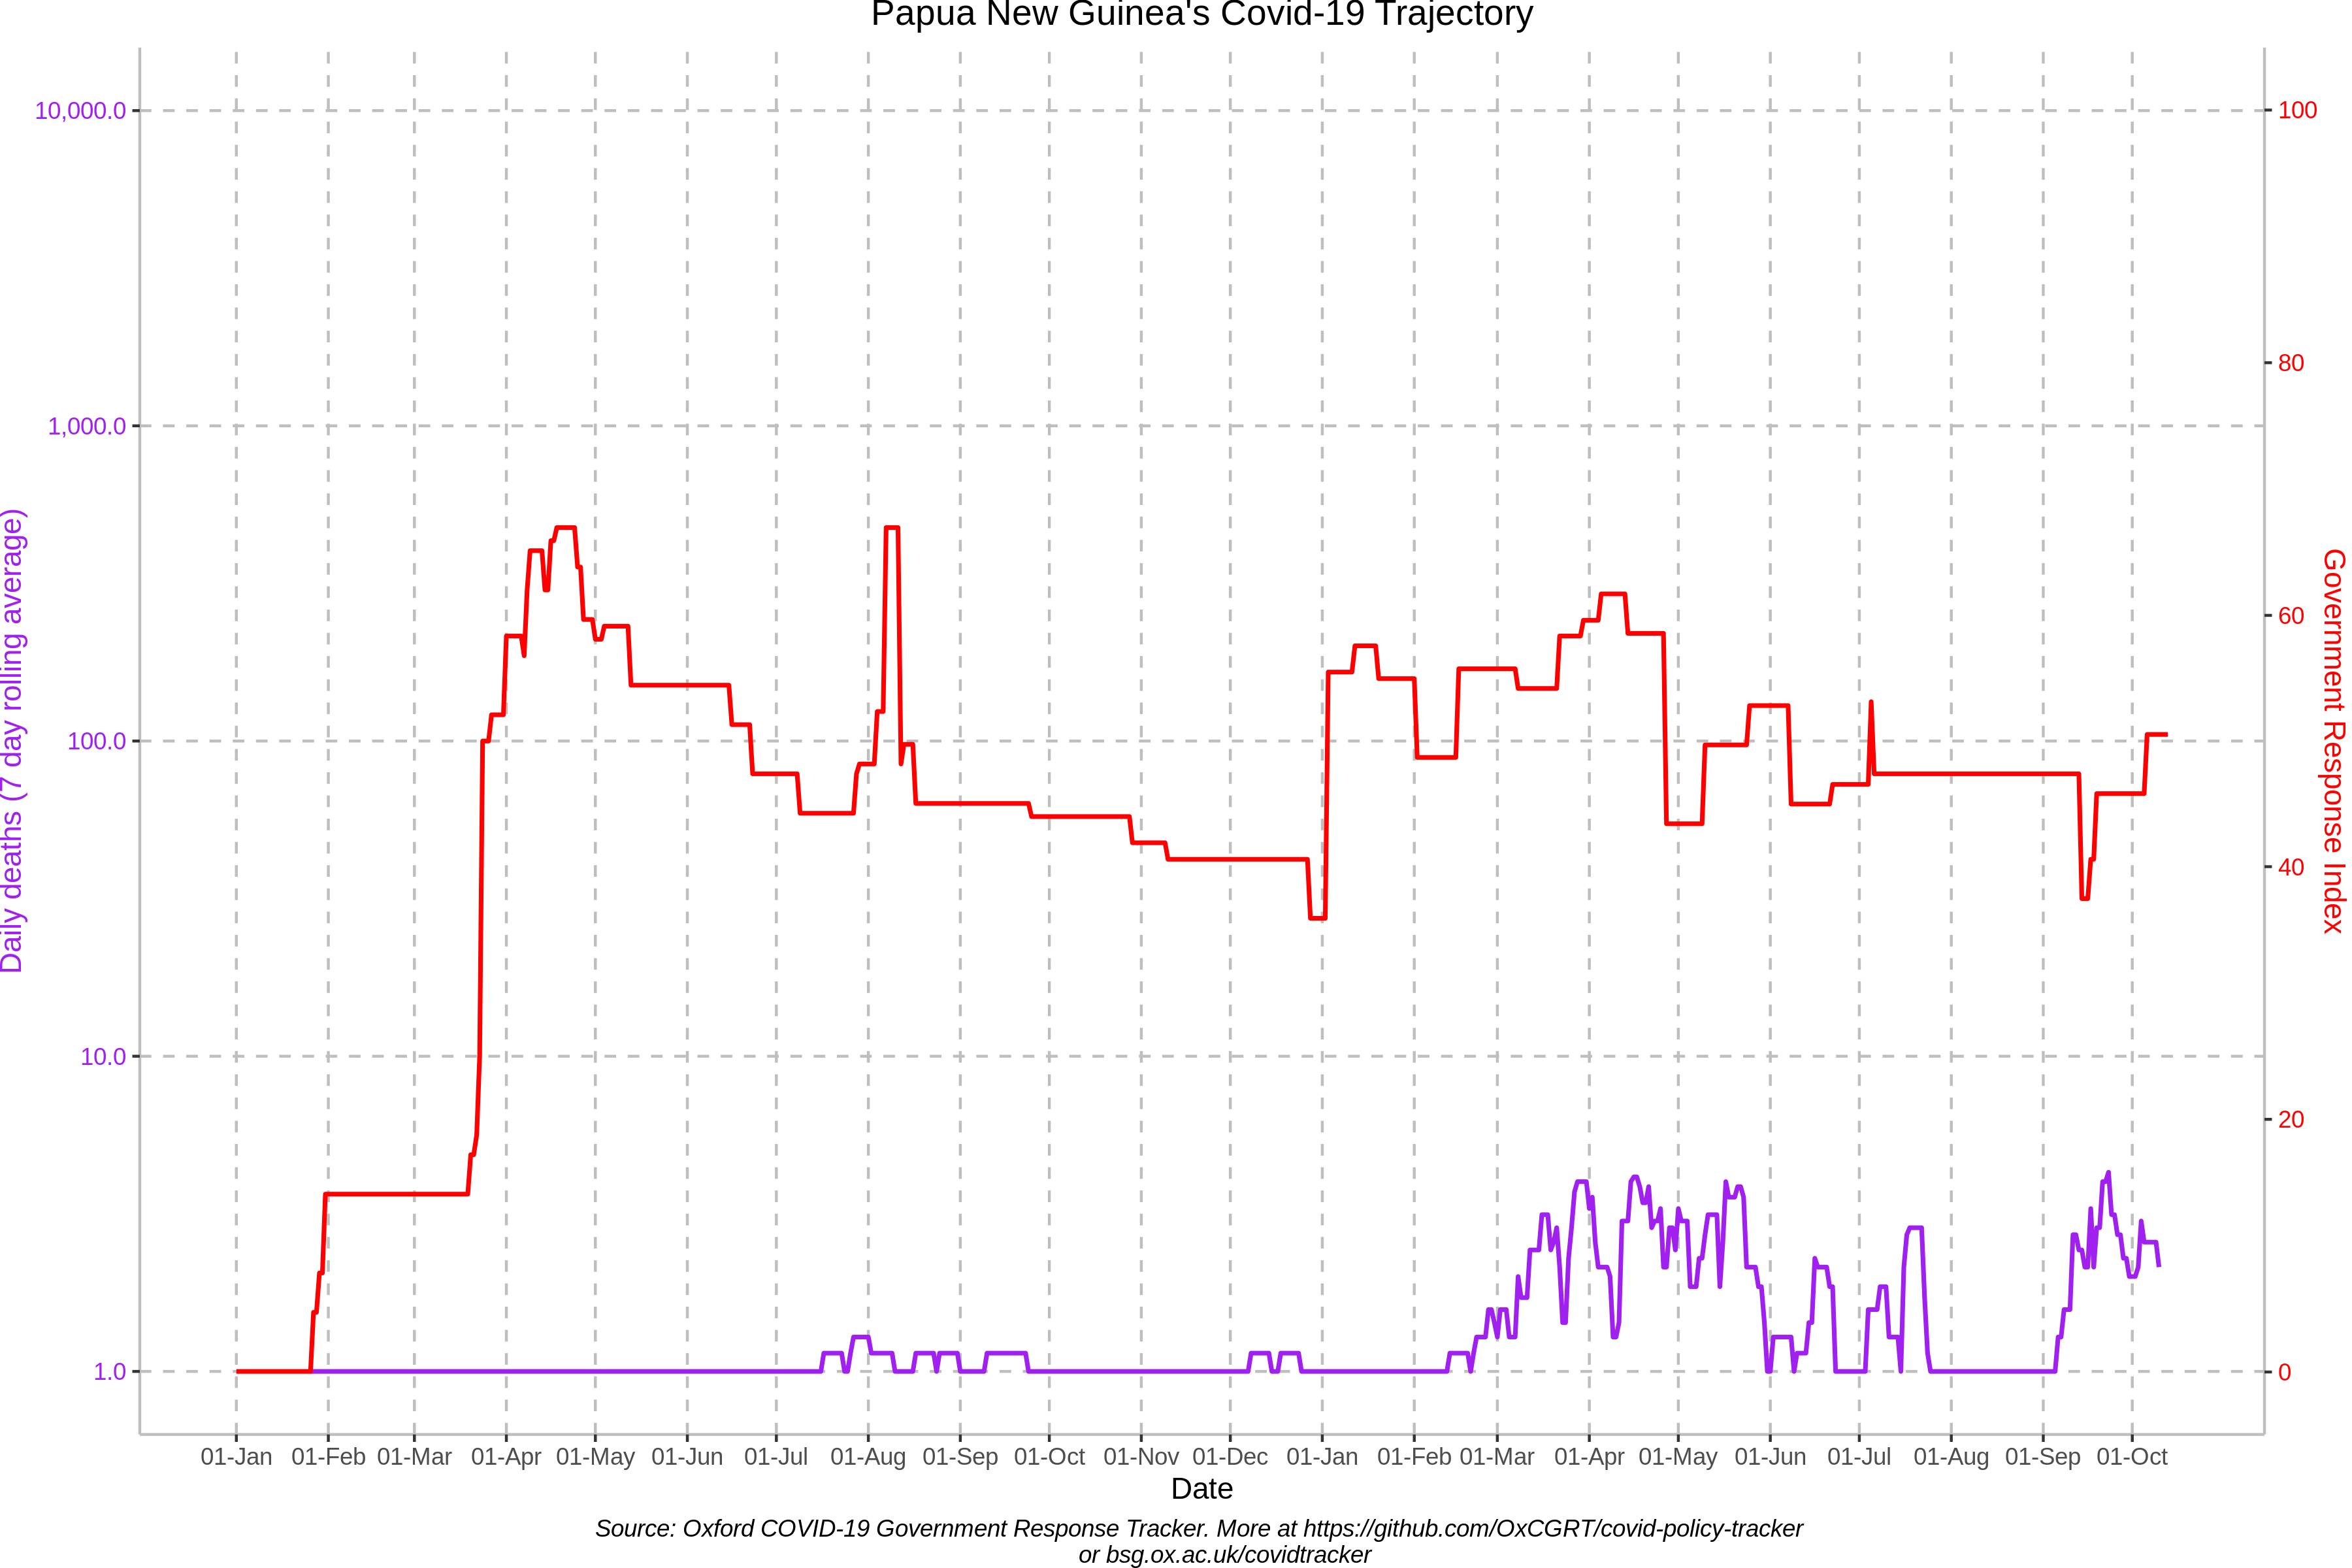 Papua New Guinea's Covid-19 Trajectory
10,000.0
1,000.0
100.0
10.0
1.0
Daily deaths (7 day rolling average)
100
80
60
40
20
0
Government Response Index
01-Jan 01-Feb 01-Mar 01-Apr 01-May 01-Jun 01-Jul 01-Aug 01-Sep 01-Oct 01-Nov 01-Dec 01-Jan 01-Feb 01-Mar 01-Apr 01-May 01-Jun 01-Jul 01-Aug 01-Sep 01-Oct
Date
Source: Oxford COVID-19 Government Response Tracker. More at https://github.com/OxCGRT/covid-policy-tracker
or bsg.ox.ac.uk/covidtracker